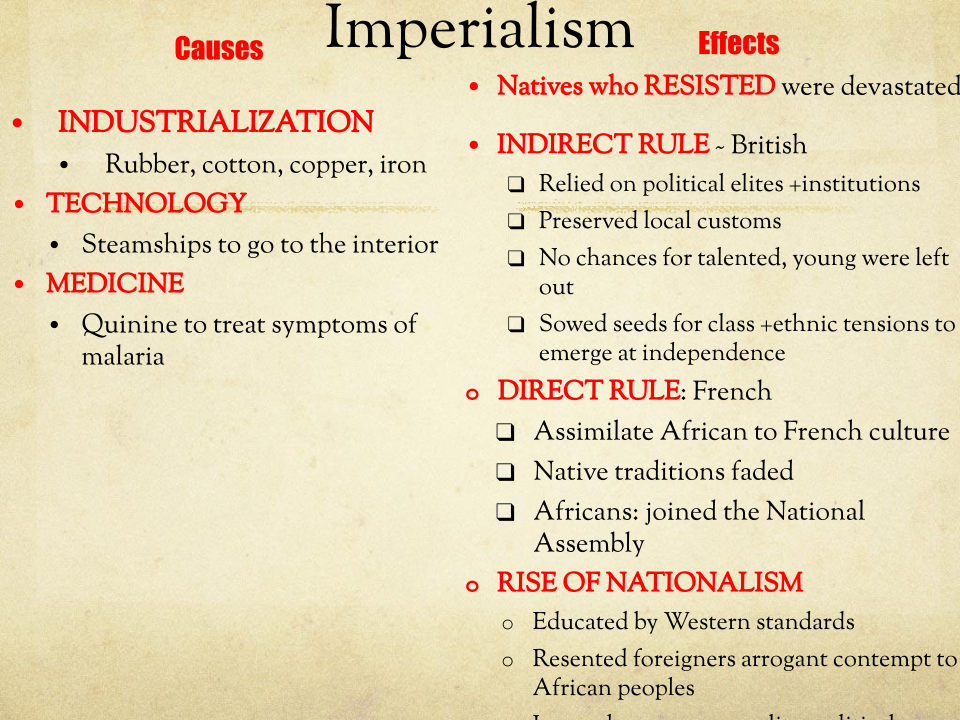 Imperialism
Causes
• INDUSTRIALIZATION
• Rubber, cotton, copper, iron
• TECHNOLOGY
• Steamships to go to the interior
• MEDICINE
• Quinine to treat symptoms of
malaria
Effects
• Natives who RESISTED were devastated
• INDIRECT RULE ~ British
❑ Relied on political elites +institutions
❑ Preserved local customs
❑ No chances for talented, young were left
out
❑ Sowed seeds for class +ethnic tensions to
emerge at independence
o DIRECT RULE: French
❑ Assimilate African to French culture
❑ Native traditions faded
❑ Africans: joined the National
Assembly
o RISE OF NATIONALISM
o Educated by Western standards
o Resented foreigners arrogant contempt to
African peoples